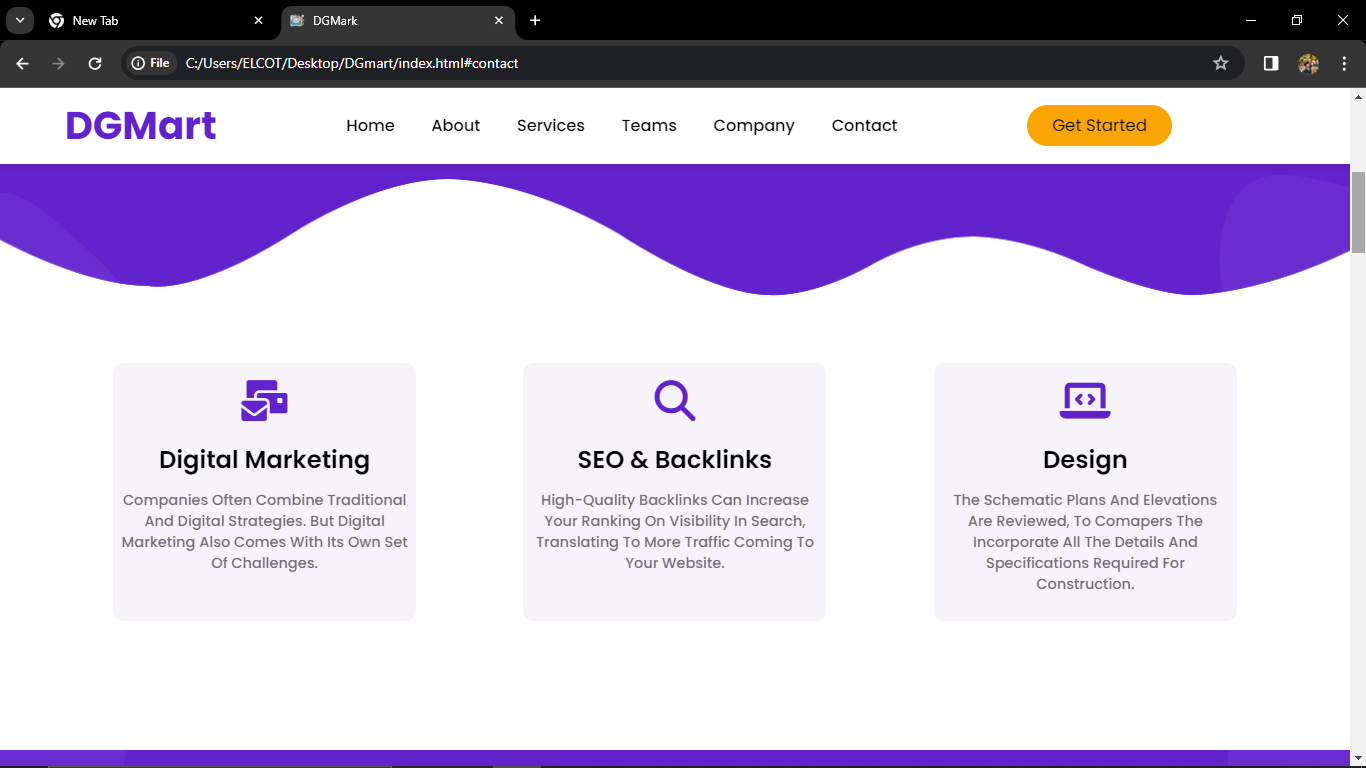 New Tab
DGMark
File
C:/Users/ELCOT/Desktop/DGmart/index.html#contact
DGMart
Home About Services Teams Company Contact
Get Started
Digital Marketing
Companies Often Combine Traditional
And Digital Strategies. But Digital
Marketing Also Comes With Its Own Set
Of Challenges.
SEO & Backlinks
High-Quality Backlinks Can Increase
Your Ranking On Visibility In Search,
Translating To More Traffic Coming To
Your Website.
Design
The Schematic Plans And Elevations
Are Reviewed, To Comapers The
Incorporate All The Details And
Specifications Required For
Construction.